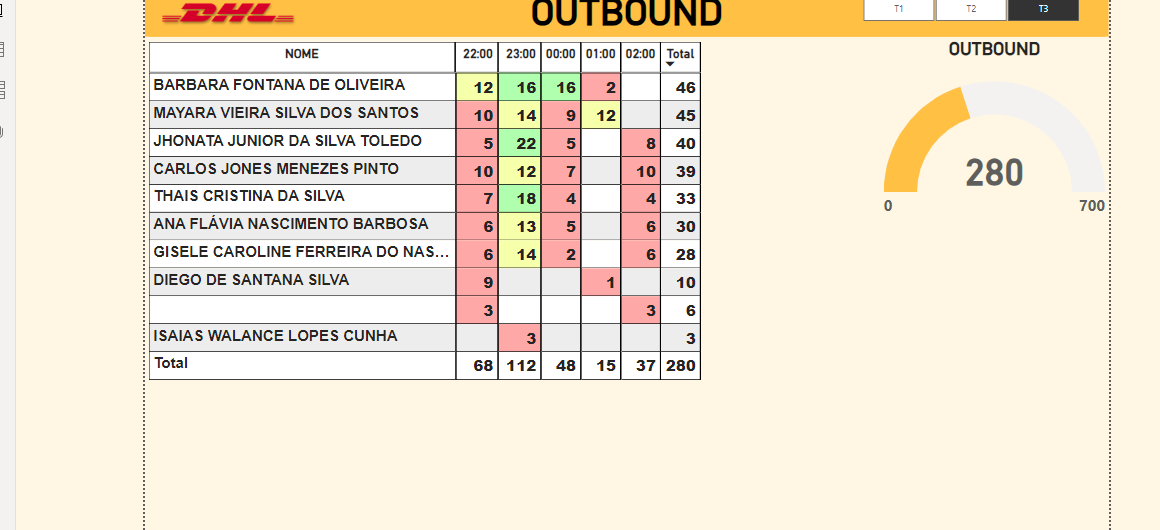 DHL OUTBOUND T1 T2 T3
NOME 22:00 23:00 00:00 01:00 02:00 Total
BARBARA FONTANA DE OLIVEIRA 12 16 16 2 46
MAYARA VIEIRA SILVA DOS SANTOS 10 14 9 12 45
JHONATA JUNIOR DA SILVA TOLEDO 5 22 5 8 40
CARLOS JONES MENEZES PINTO 10 12 7 10 39
THAIS CRISTINA DA SILVA 7 18 4 4 33
ANA FLÁVIA NASCIMENTO BARBOSA 6 13 5 6 30
GISELE CAROLINE FERREIRA DO NAS... 6 14 2 6 28
DIEGO DE SANTANA SILVA 9 1 10
3 3 6
ISAIAS WALANCE LOPES CUNHA 3 3
Total 68 112 48 15 37 280
OUTBOUND
280
0 700